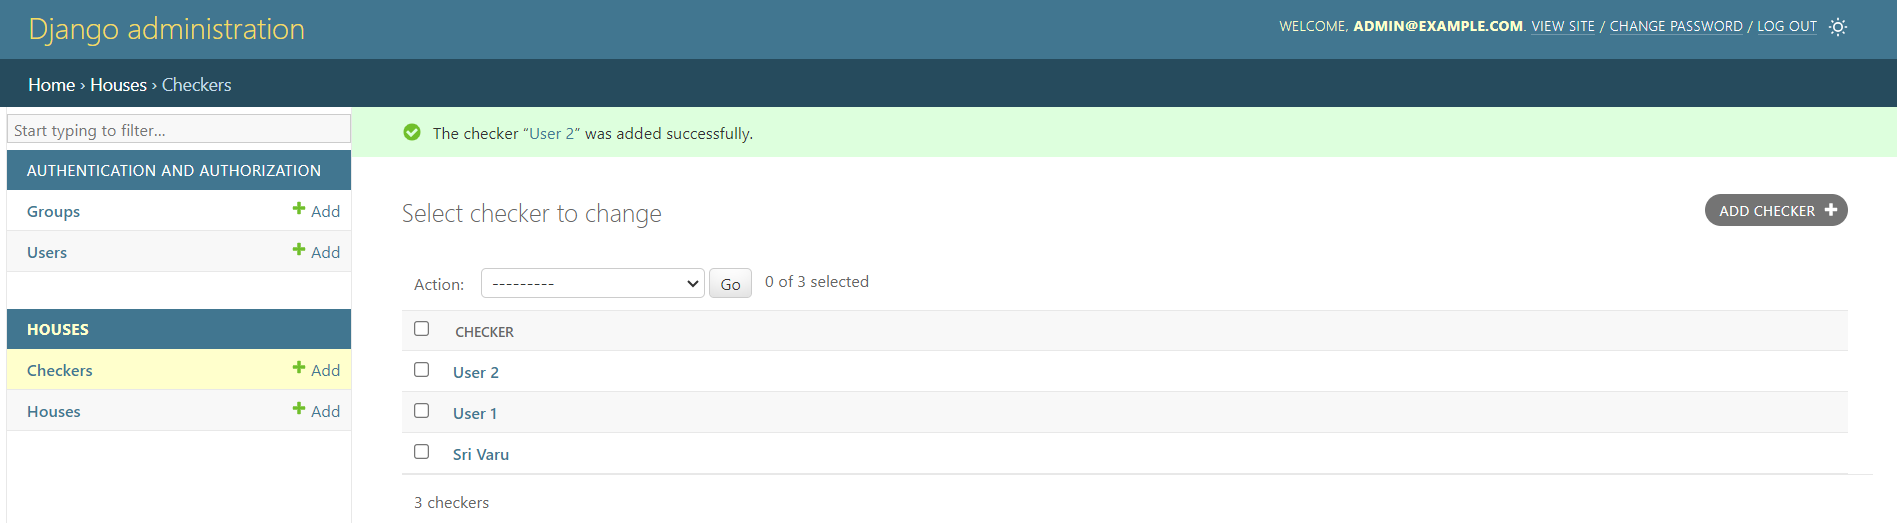 Django administration
WELCOME, ADMIN@EXAMPLE.COM. VIEW SITE / CHANGE PASSWORD / LOG OUT
Home › Houses › Checkers
Start typing to filter...
The checker “User 2” was added successfully.
AUTHENTICATION AND AUTHORIZATION
Groups + Add
Users + Add
HOUSES
Checkers + Add
Houses + Add
Select checker to change
ADD CHECKER +
Action: --------- Go 0 of 3 selected
CHECKER
User 2
User 1
Sri Varu
3 checkers